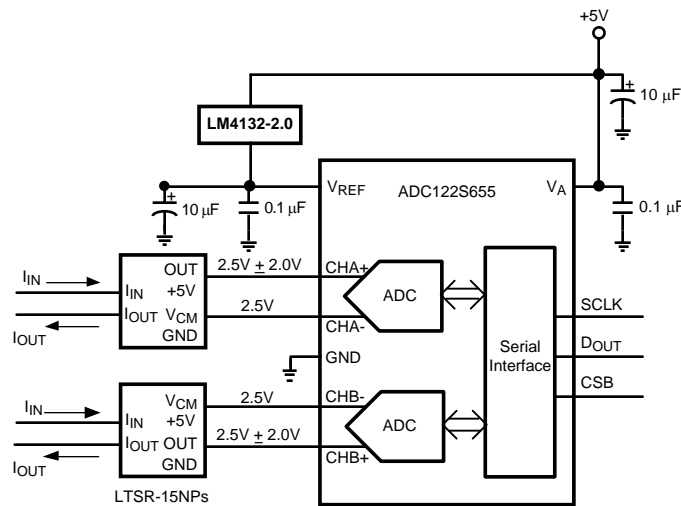 +5V
+
10 μF
LM4132-2.0
VREF
ADC122S655
VA
+
10 μF
0.1 μF
0.1 μF
IIN
IOUT
IIN
IOUT
OUT
+5V
VCM
GND
2.5V ± 2.0V
2.5V
CHA+
CHA-
ADC
GND
Serial
Interface
SCLK
DOUT
CSB
IIN
IOUT
IIN
IOUT
VCM
+5V
OUT
GND
2.5V
2.5V ± 2.0V
CHB-
CHB+
ADC
LTSR-15NPs